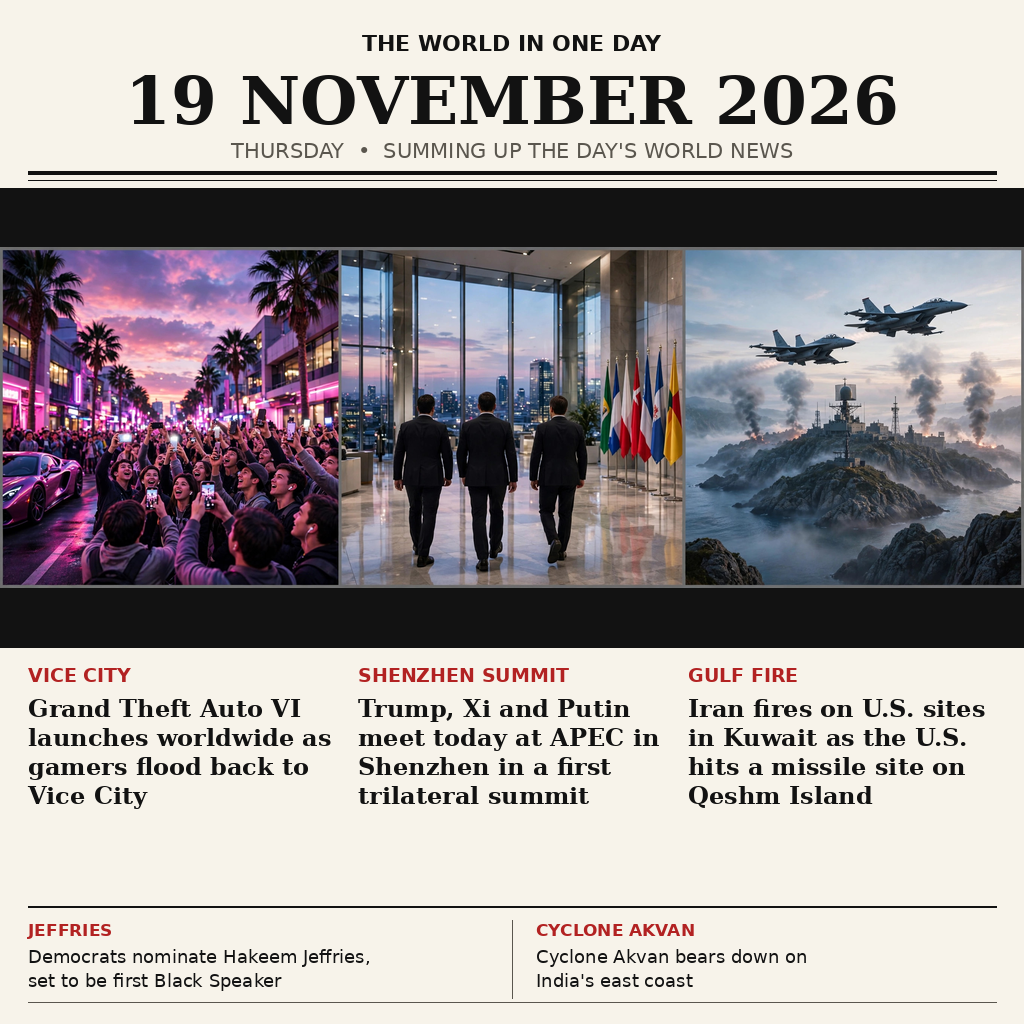 THE WORLD IN ONE DAY
19 NOVEMBER 2026
THURSDAY • SUMMING UP THE DAY'S WORLD NEWS
VICE CITY
Grand Theft Auto VI
launches worldwide as
gamers flood back to
Vice City
SHENZHEN SUMMIT
Trump, Xi and Putin
meet today at APEC in
Shenzhen in a first
trilateral summit
GULF FIRE
Iran fires on U.S. sites
in Kuwait as the U.S.
hits a missile site on
Qeshm Island
JEFFRIES
Democrats nominate Hakeem Jeffries,
set to be first Black Speaker
CYCLONE AKVAN
Cyclone Akvan bears down on
India's east coast